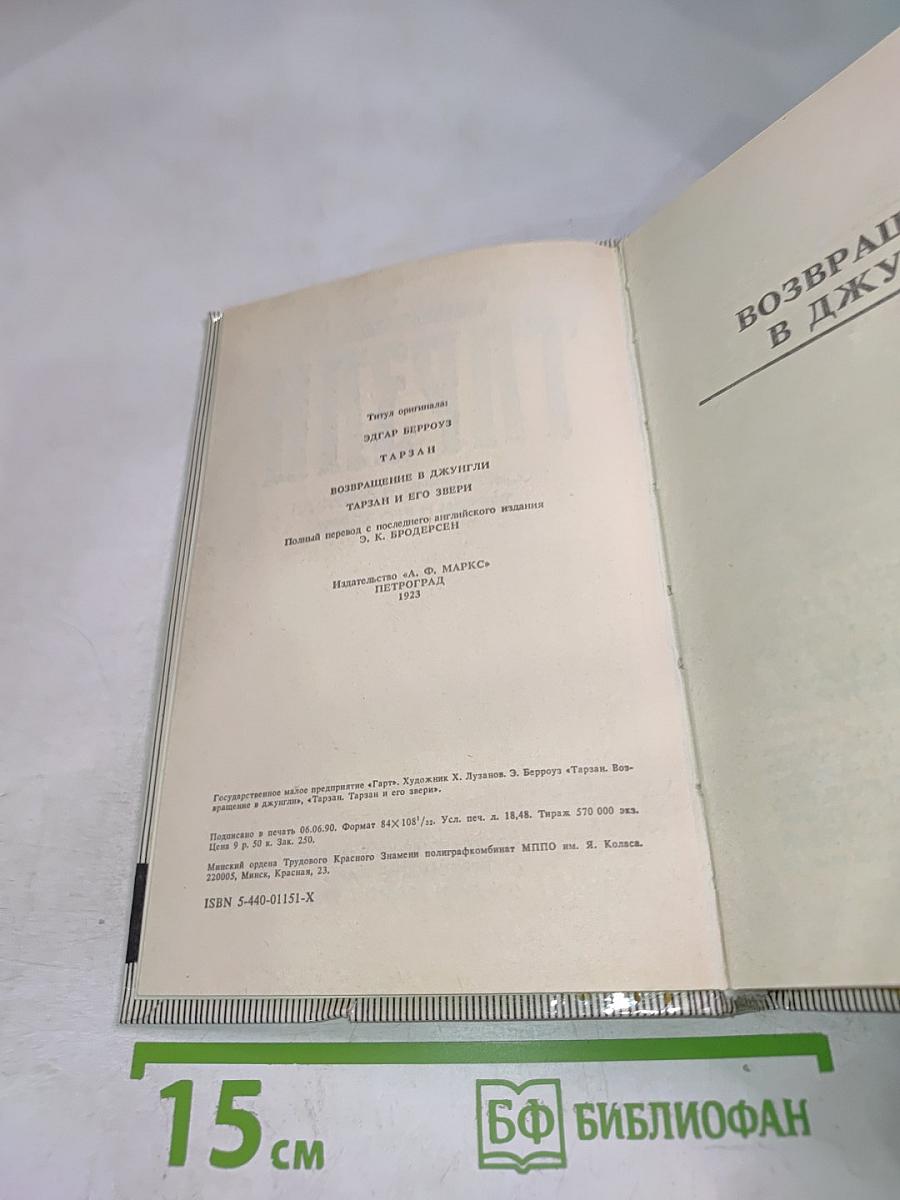 Титул оригинала:
ЭДГАР БЕРРОУЗ
ТАРЗАН
ВОЗВРАЩЕНИЕ В ДЖУНГЛИ
ТАРЗАН И ЕГО ЗВЕРИ
Полный перевод с последнего английского издания
Э. К. БРОДЕРСЕН
Издательство «А. Ф. МАРКС»
ПЕТРОГРАД
1923
Государственное малое предприятие «Гарт». Художник Х. Лузанов. Э. Берроуз «Тарзан. Воз-
вращение в джунгли», «Тарзан. Тарзан и его звери».
Подписано в печать 06.06.90. Формат 84×108¹/₃₂. Усл. печ. л. 18,48. Тираж 570 000 экз.
Цена 9 р. 50 к. Зак. 250.
Минский ордена Трудового Красного Знамени полиграфкомбинат МППО им. Я. Коласа.
220005, Минск, Красная, 23.
ISBN 5-440-01151-X
ВОЗВРАЩ
В ДЖУ
15 см
БФ БИБЛИОФАН